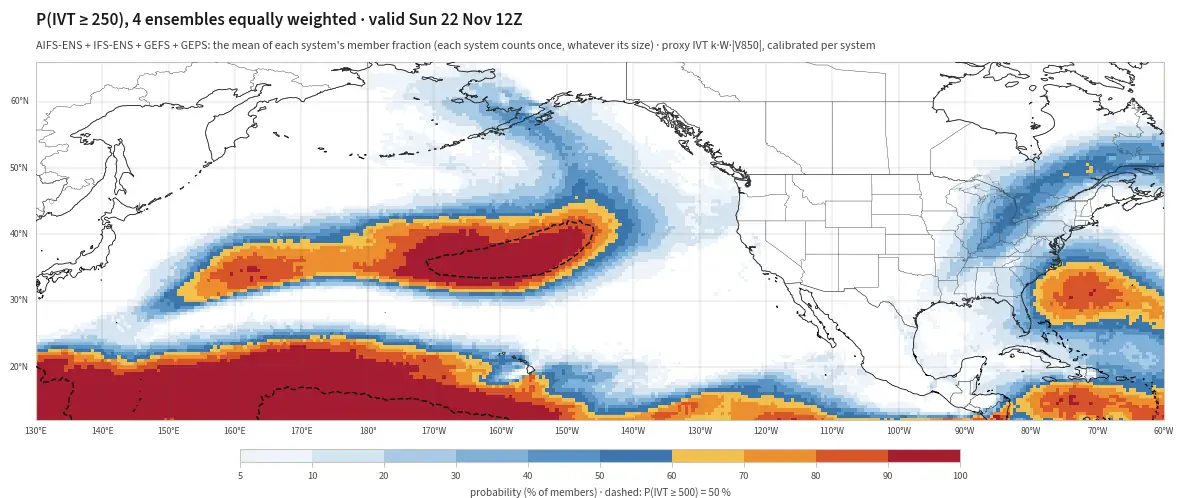 P(IVT ≥ 250), 4 ensembles equally weighted · valid Sun 22 Nov 12Z
AIFS-ENS + IFS-ENS + GEFS + GEPS: the mean of each system's member fraction (each system counts once, whatever its size) · proxy IVT k·W·|V850|, calibrated per system
60°N
50°N
40°N
30°N
20°N
130°E 140°E 150°E 160°E 170°E 180° 170°W 160°W 150°W 140°W 130°W 120°W 110°W 100°W 90°W 80°W 70°W 60°W
5 10 20 30 40 50 60 70 80 90 100
probability (% of members) · dashed: P(IVT ≥ 500) = 50 %